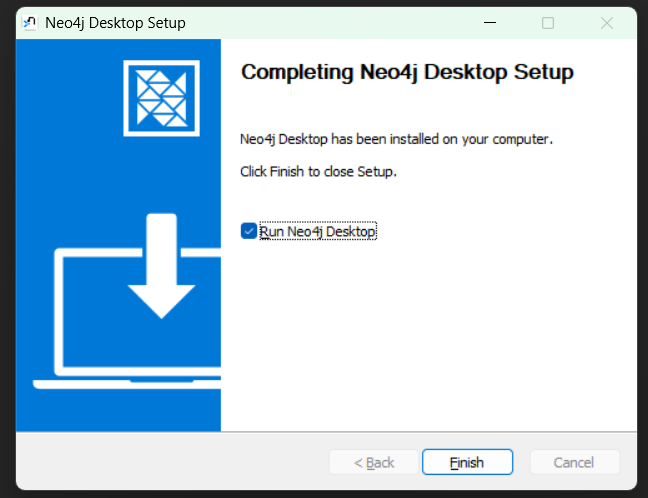 Neo4j Desktop Setup
Completing Neo4j Desktop Setup
Neo4j Desktop has been installed on your computer.
Click Finish to close Setup.
Run Neo4j Desktop
< Back
Finish
Cancel